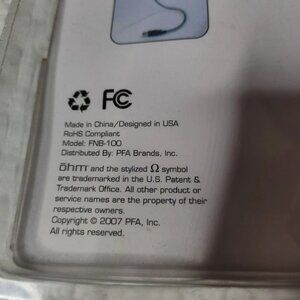 FC
Made in China/Designed in USA
RoHS Compliant
Model: FNB-100
Distributed By: PFA Brands, Inc.
ōhm and the stylized Ω symbol
are trademarked in the U.S. Patent &
Trademark Office. All other product or
service names are the property of their
respective owners.
Copyright © 2007 PFA, Inc.
All rights reserved.